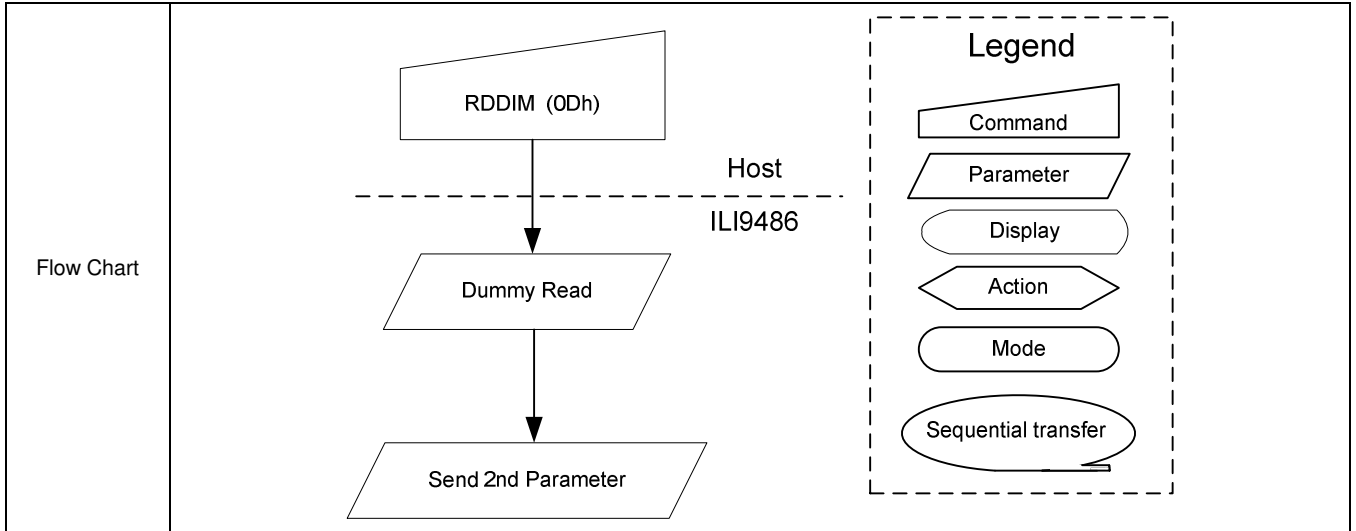 Flow Chart
RDDIM (0Dh)
Host
ILI9486
Dummy Read
Send 2nd Parameter
Legend
Command
Parameter
Display
Action
Mode
Sequential transfer